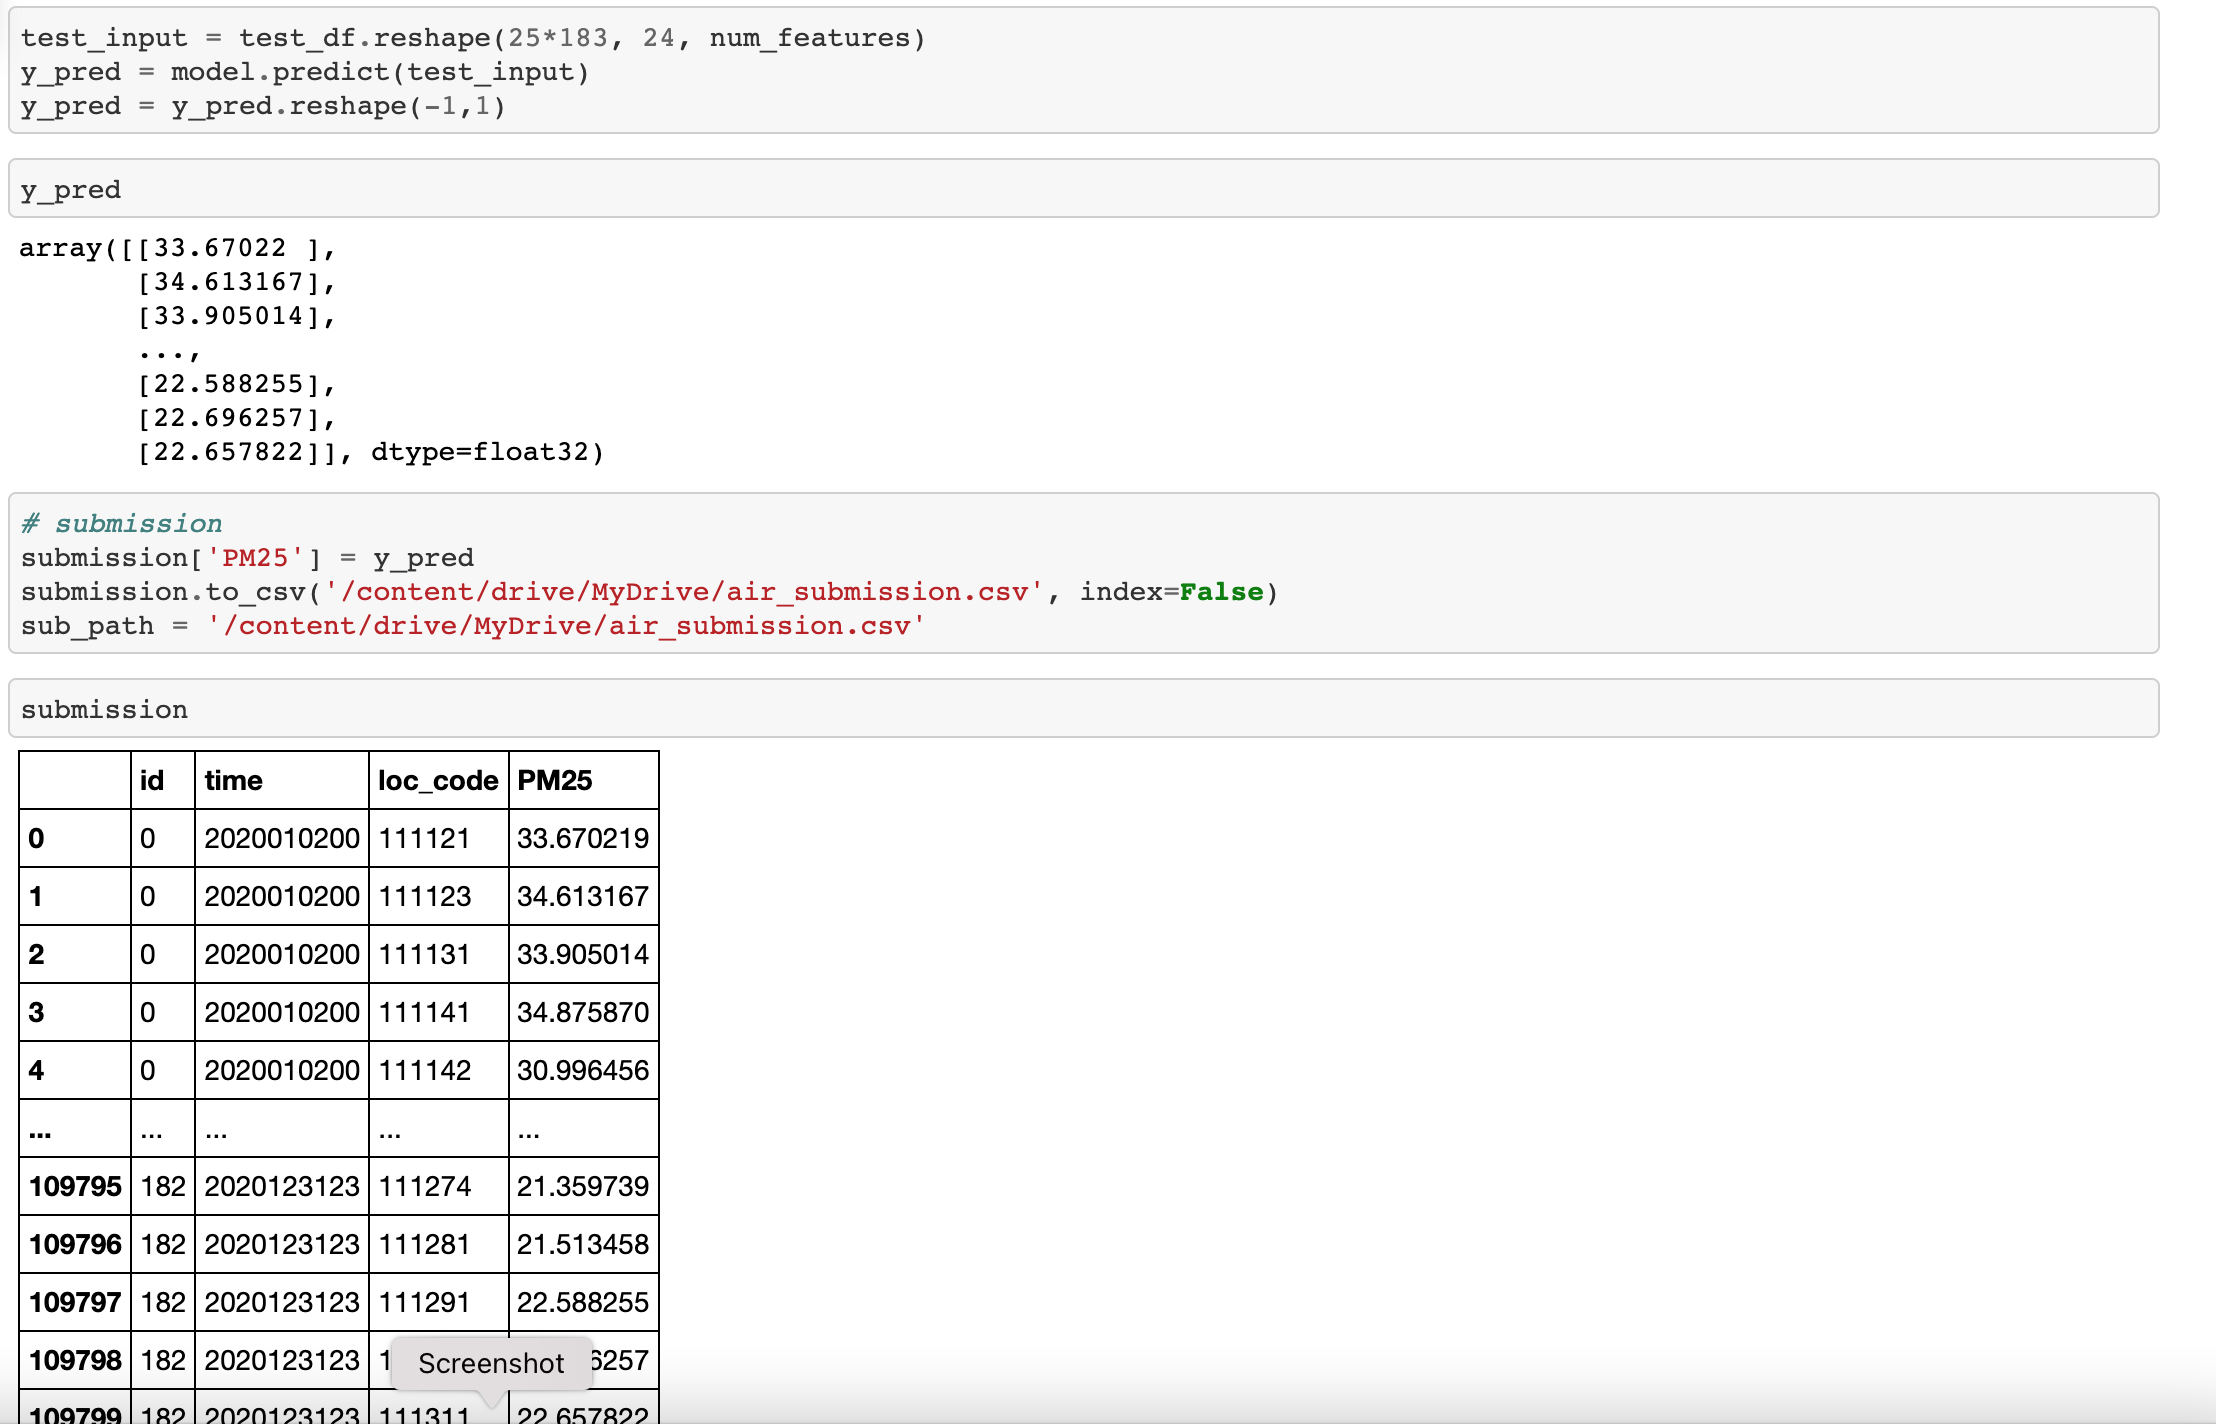 test_input = test_df.reshape(25*183, 24, num_features)
y_pred = model.predict(test_input)
y_pred = y_pred.reshape(-1,1)
y_pred
array([[33.67022 ],
[34.613167],
[33.905014],
...,
[22.588255],
[22.696257],
[22.657822]], dtype=float32)
# submission
submission['PM25'] = y_pred
submission.to_csv('/content/drive/MyDrive/air_submission.csv', index=False)
sub_path = '/content/drive/MyDrive/air_submission.csv'
submission
id time loc_code PM25
0 0 2020010200 111121 33.670219
1 0 2020010200 111123 34.613167
2 0 2020010200 111131 33.905014
3 0 2020010200 111141 34.875870
4 0 2020010200 111142 30.996456
... ... ... ... ...
109795 182 2020123123 111274 21.359739
109796 182 2020123123 111281 21.513458
109797 182 2020123123 111291 22.588255
109798 182 2020123123 1 Screenshot 6257
109799 182 2020123123 111311 22.657822